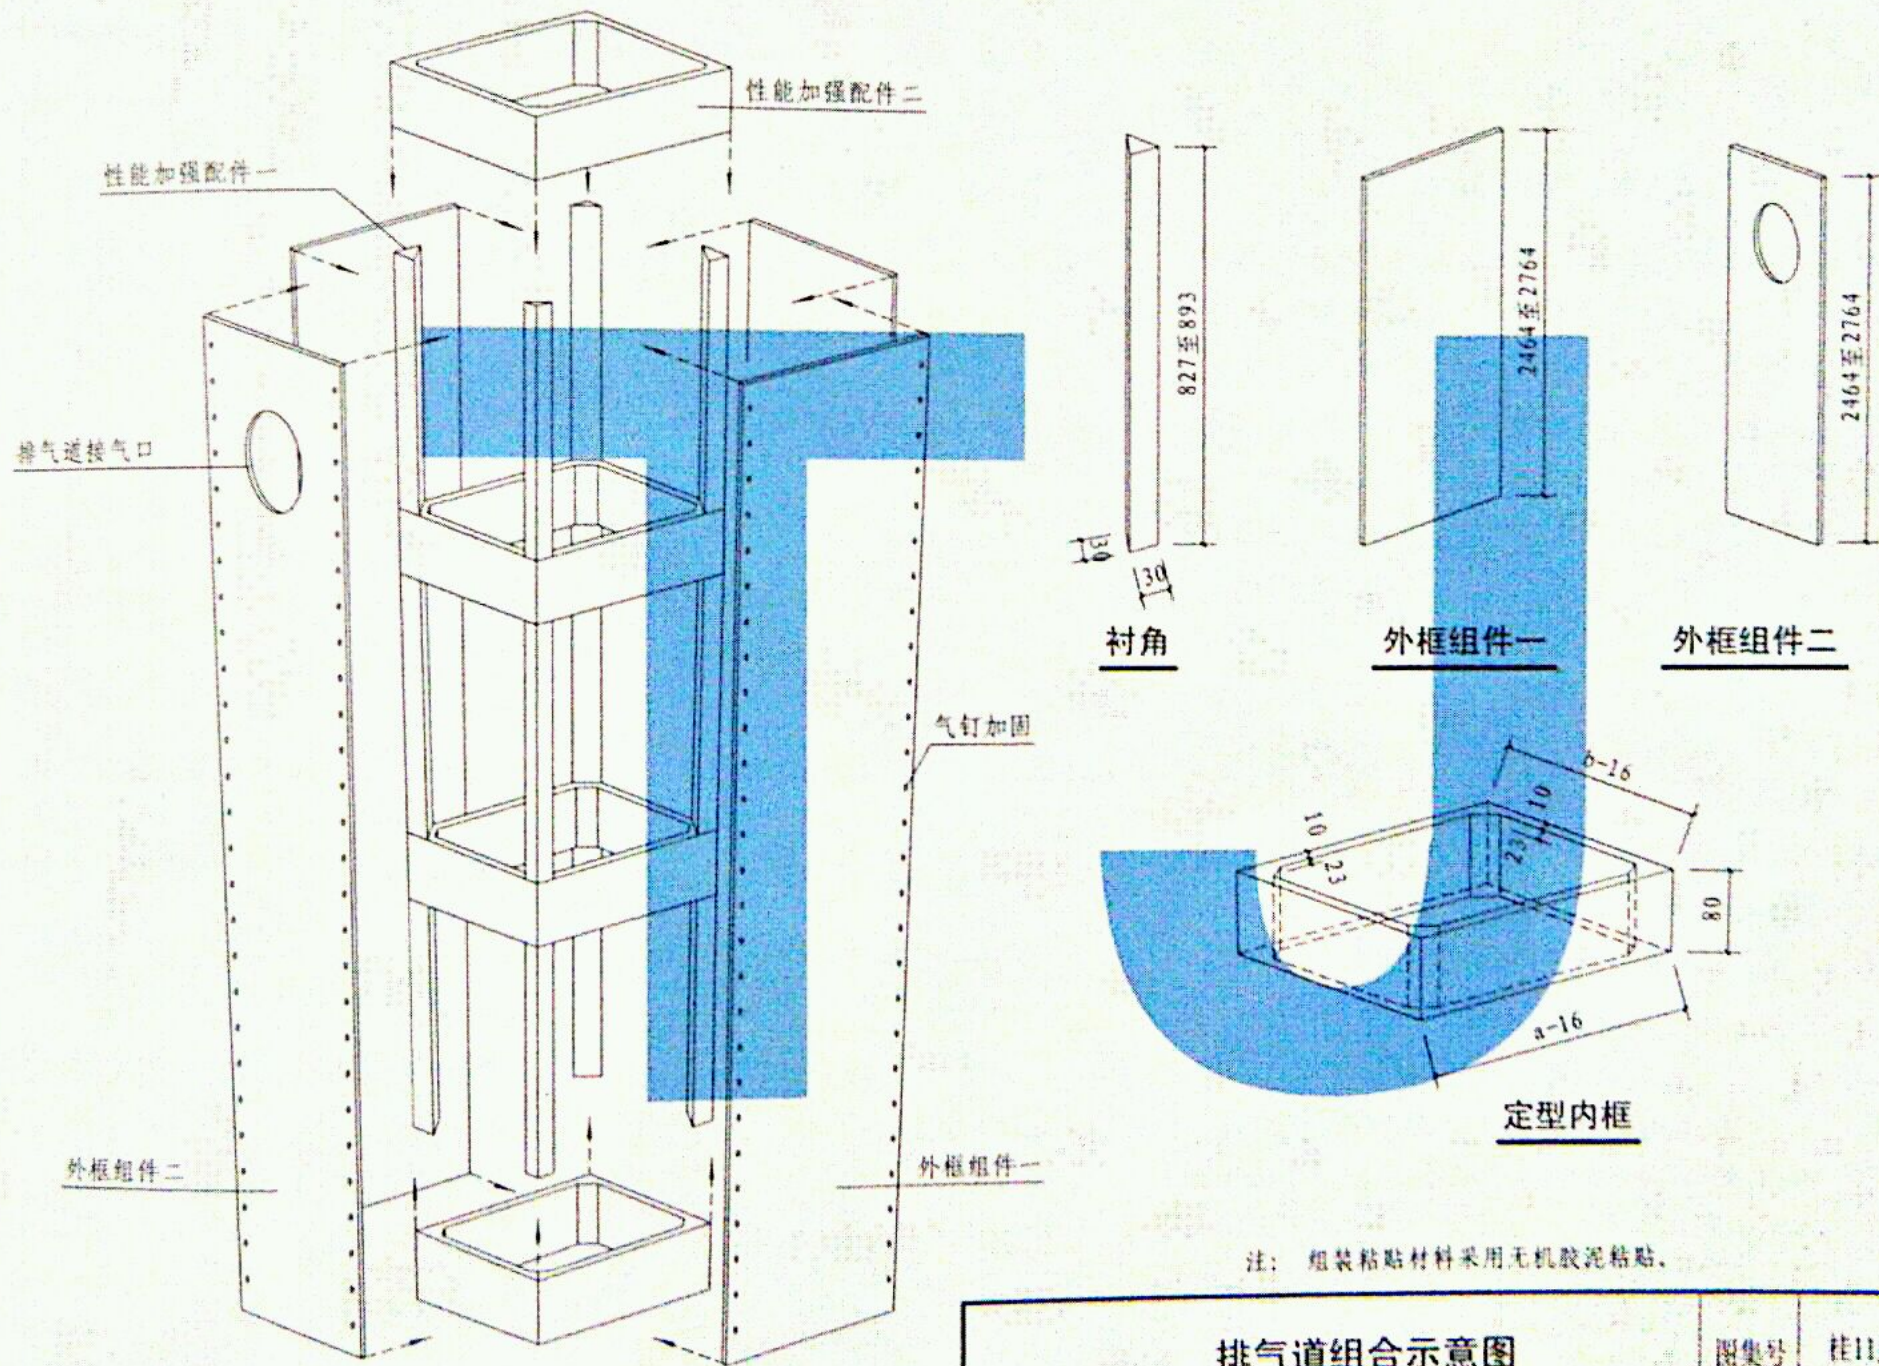 性能加强配件二
性能加强配件一
排气道接气口
气钉加固
外框组件二
外框组件一
827至893
30
30
衬角
2464至2764
外框组件一
2464至2764
外框组件二
b-16
10
10
23
23
80
a-16
定型内框
注： 组装粘贴材料采用无机胶泥粘贴。
排气道组合示意图
图集号
桂11
TJ